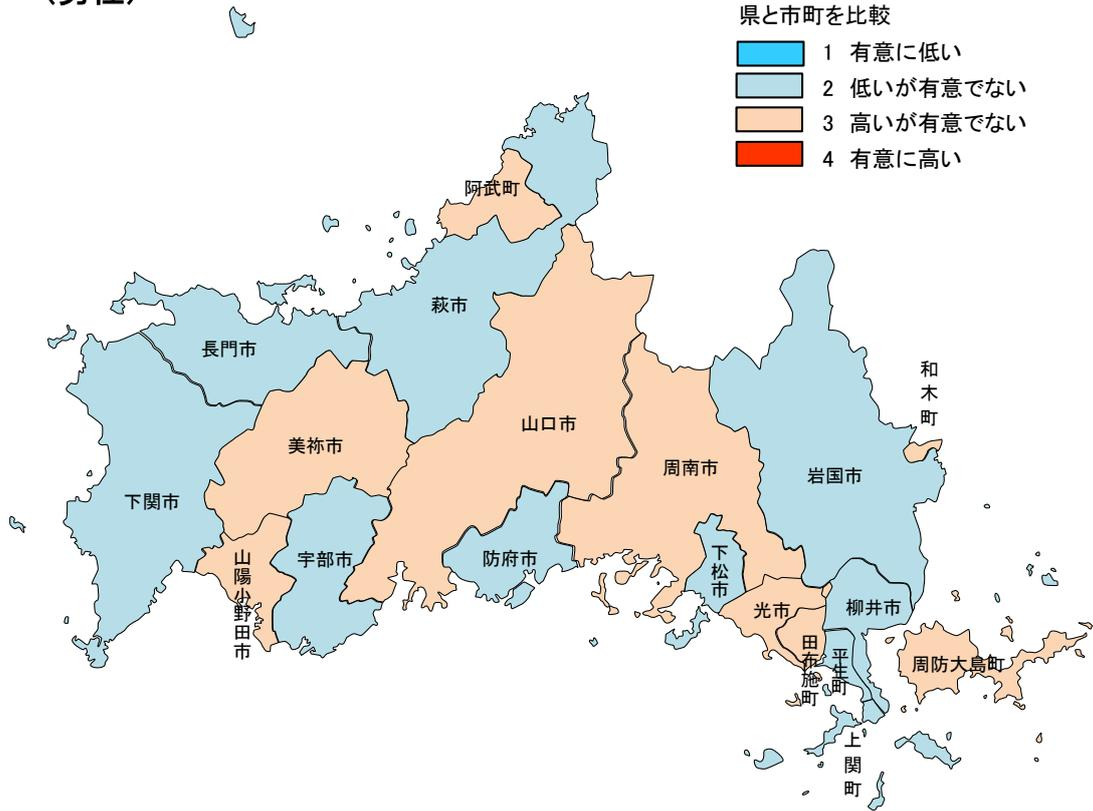 県と市町を比較
1 有意に低い
2 低いが有意でない
3 高いが有意でない
4 有意に高い
阿武町
萩市
長門市
和木町
山口市
美祢市
周南市
岩国市
下関市
山陽小野田市
宇部市
防府市
下松市
光市
柳井市
田布施町
平生町
周防大島町
上関町